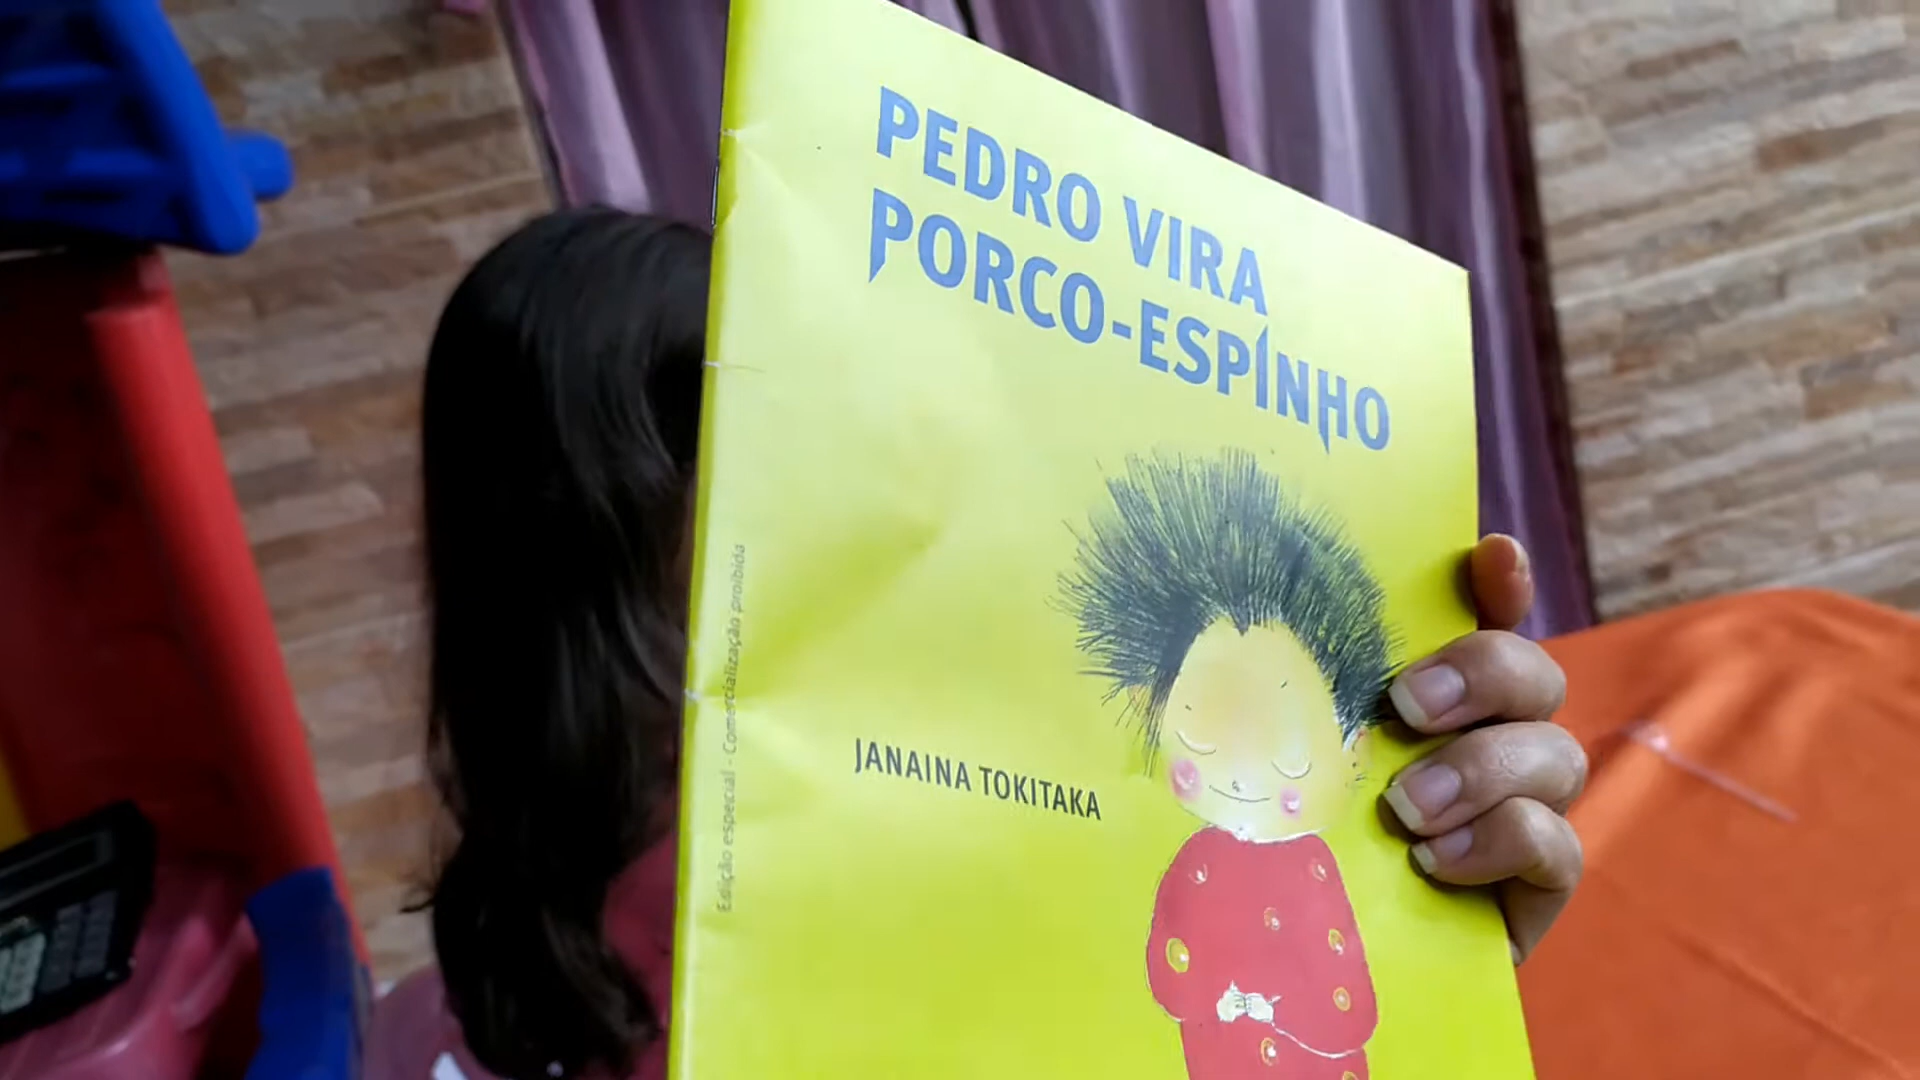 PEDRO VIRA
PORCO-ESPINHO
JANAINA TOKITAKA
Edição especial - Comercialização proibida